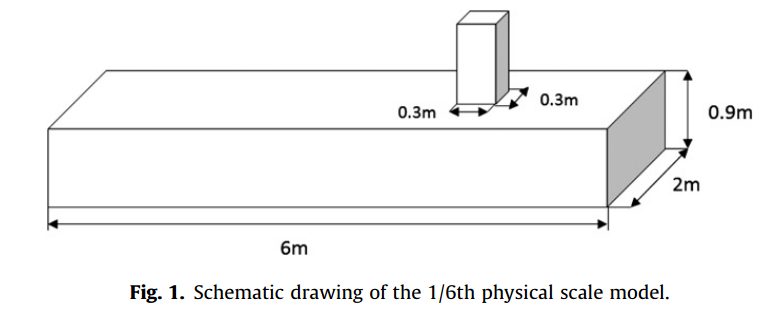 0.3m
0.3m
0.9m
2m
6m
Fig. 1. Schematic drawing of the 1/6th physical scale model.